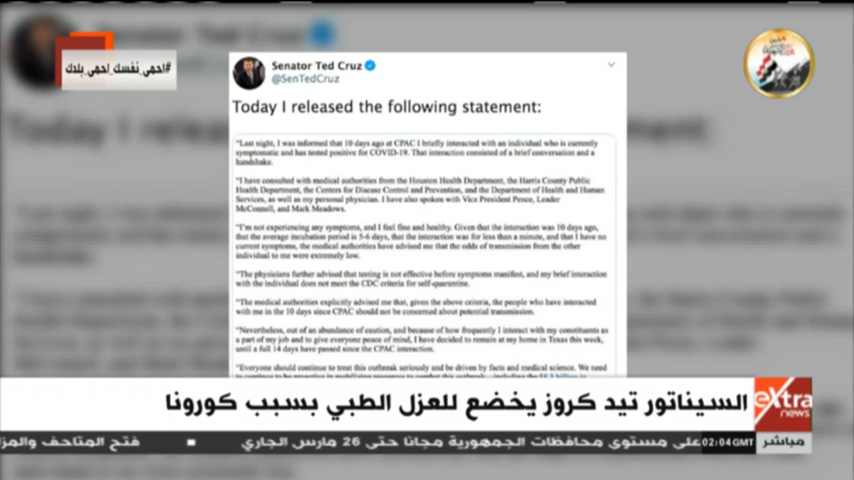 #احمى_نفسك_احمى_بلدك
Senator Ted Cruz
@SenTedCruz
Today I released the following statement:
"Last night, I was informed that 10 days ago at CPAC I briefly interacted with an individual who is currently
symptomatic and has tested positive for COVID-19. That interaction consisted of a brief conversation and a
handshake.
"I have consulted with medical authorities from the Houston Health Department, the Harris County Public
Health Department, the Centers for Disease Control and Prevention, and the Department of Health and Human
Services, as well as my personal physician. I have also spoken with Vice President Pence, Leader
McConnell, and Mark Meadows.
"I'm not experiencing any symptoms, and I feel fine and healthy. Given that the interaction was 10 days ago,
that the average incubation period is 5-6 days, that the interaction was for less than a minute, and that I have no
current symptoms, the medical authorities have advised me that the odds of transmission from the other
individual to me were extremely low.
"The physicians further advised that testing is not effective before symptoms manifest, and my brief interaction
with the individual does not meet the CDC criteria for self-quarantine.
"The medical authorities explicitly advised me that, given the above criteria, the people who have interacted
with me in the 10 days since CPAC should not be concerned about potential transmission.
"Nevertheless, out of an abundance of caution, and because of how frequently I interact with my constituents as
a part of my job and to give everyone peace of mind, I have decided to remain at my home in Texas this week,
until a full 14 days have passed since the CPAC interaction.
"Everyone should continue to treat this outbreak seriously and be driven by facts and medical science. We need
السيناتور تيد كروز يخضع للعزل الطبي بسبب كورونا
eXtra
news
مباشر
02:04 GMT
على مستوى محافظات الجمهورية مجانا حتى 26 مارس الجاري ■ فتح المتاحف والمزا